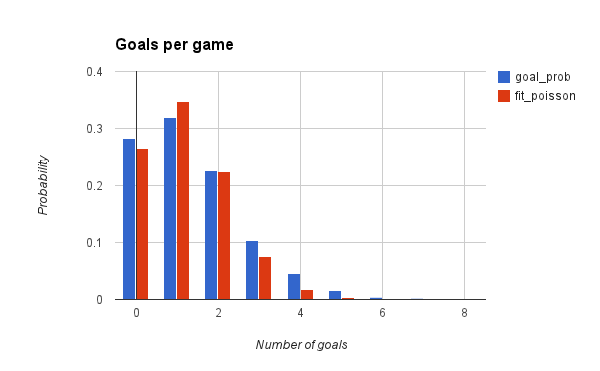 Goals per game
goal_prob
fit_poisson
0.4
0.3
0.2
0.1
0
Probability
0 2 4 6 8
Number of goals